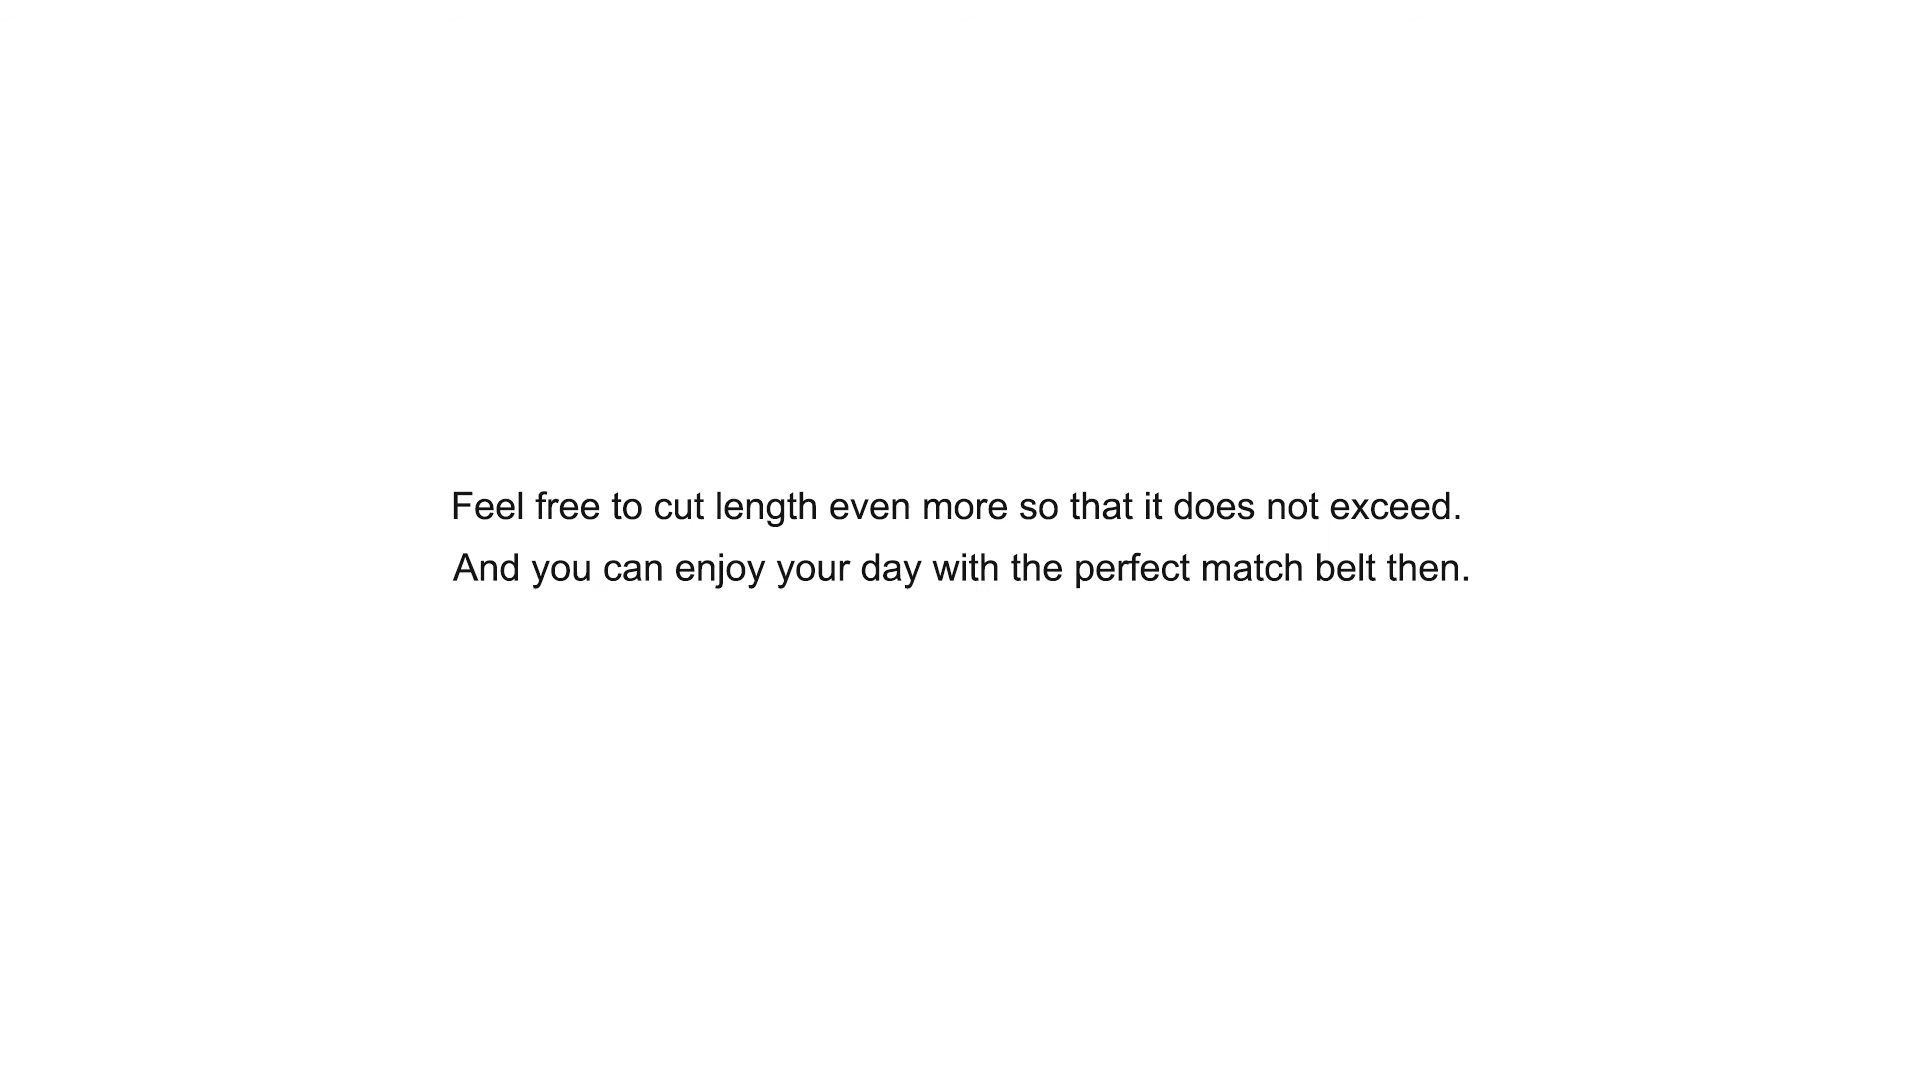 Feel free to cut length even more so that it does not exceed.
And you can enjoy your day with the perfect match belt then.